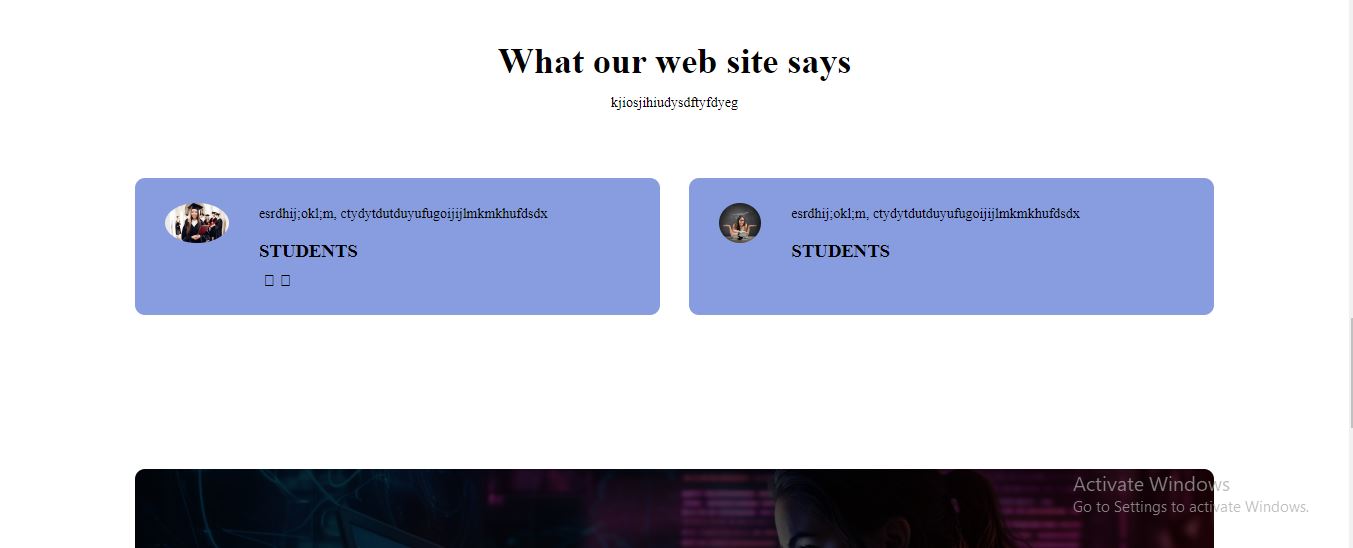 What our web site says
kjiosjihiudysdftyfdyeg
esrdhij;okl;m, ctydytdutduyufugoijijlmkmkhufdsdx
STUDENTS
esrdhij;okl;m, ctydytdutduyufugoijijlmkmkhufdsdx
STUDENTS
Activate Windows
Go to Settings to activate Windows.